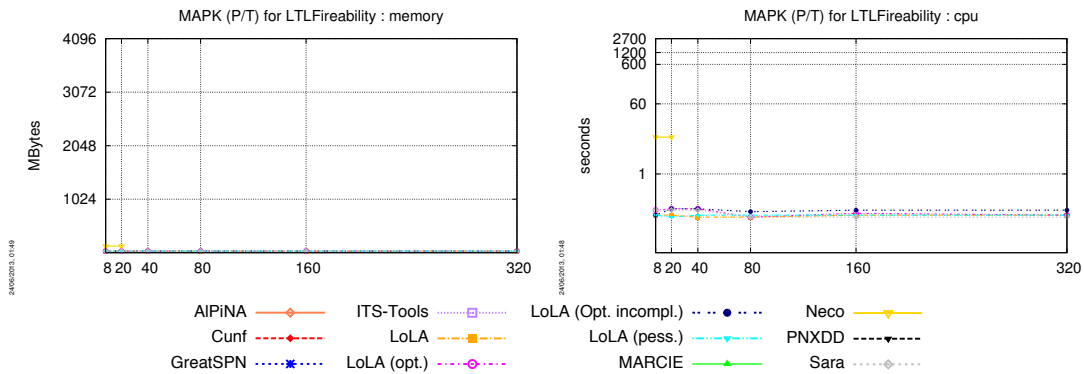 MAPK (P/T) for LTLFireability : memory
4096
3072
2048
1024
MBytes
8 20 40 80 160 320
24/06/2013, 01:49
MAPK (P/T) for LTLFireability : cpu
2700
1200
600
60
1
seconds
8 20 40 80 160 320
24/06/2013, 01:48
AlPiNA ITS-Tools LoLA (Opt. incompl.) Neco
Cunf LoLA LoLA (pess.) PNXDD
GreatSPN LoLA (opt.) MARCIE Sara